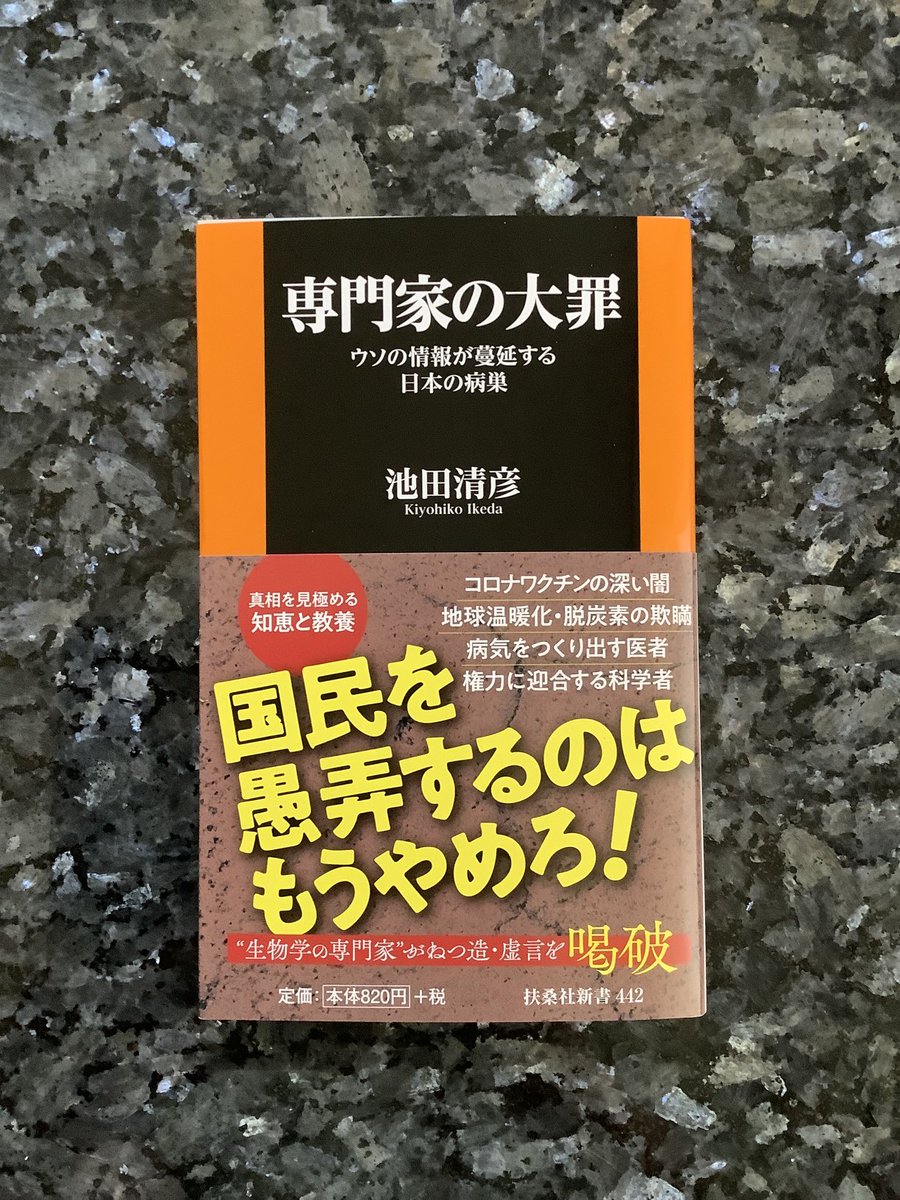 専門家の大罪
ウソの情報が蔓延する
日本の病巣
池田清彦
Kiyohiko Ikeda
真相を見極める
知恵と教養
コロナワクチンの深い闇
地球温暖化・脱炭素の欺瞞
病気をつくり出す医者
権力に迎合する科学者
国民を
愚弄するのは
もうやめろ!
“生物学の専門家”がねつ造・虚言を喝破
定価:本体820円+税
扶桑社新書 442